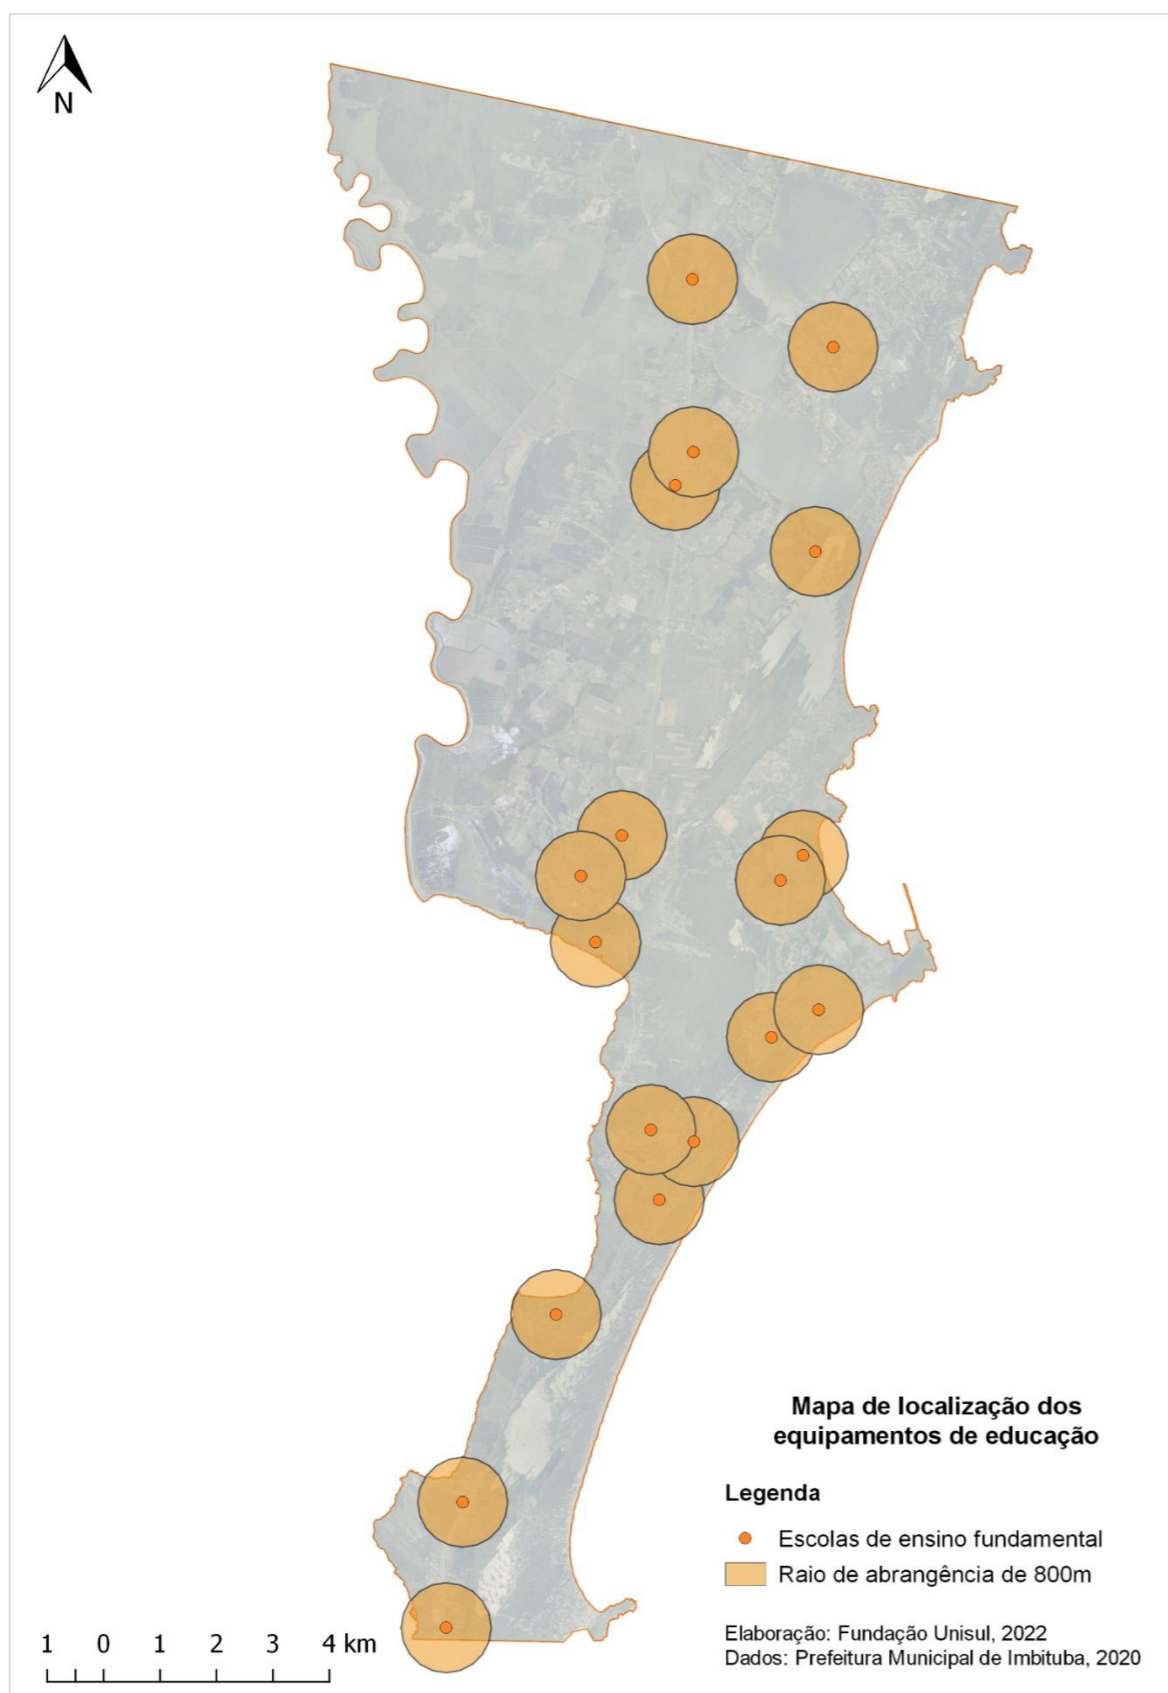 N
Mapa de localização dos
equipamentos de educação
Legenda
Escolas de ensino fundamental
Raio de abrangência de 800m
1 0 1 2 3 4 km
Elaboração: Fundação Unisul, 2022
Dados: Prefeitura Municipal de Imbituba, 2020